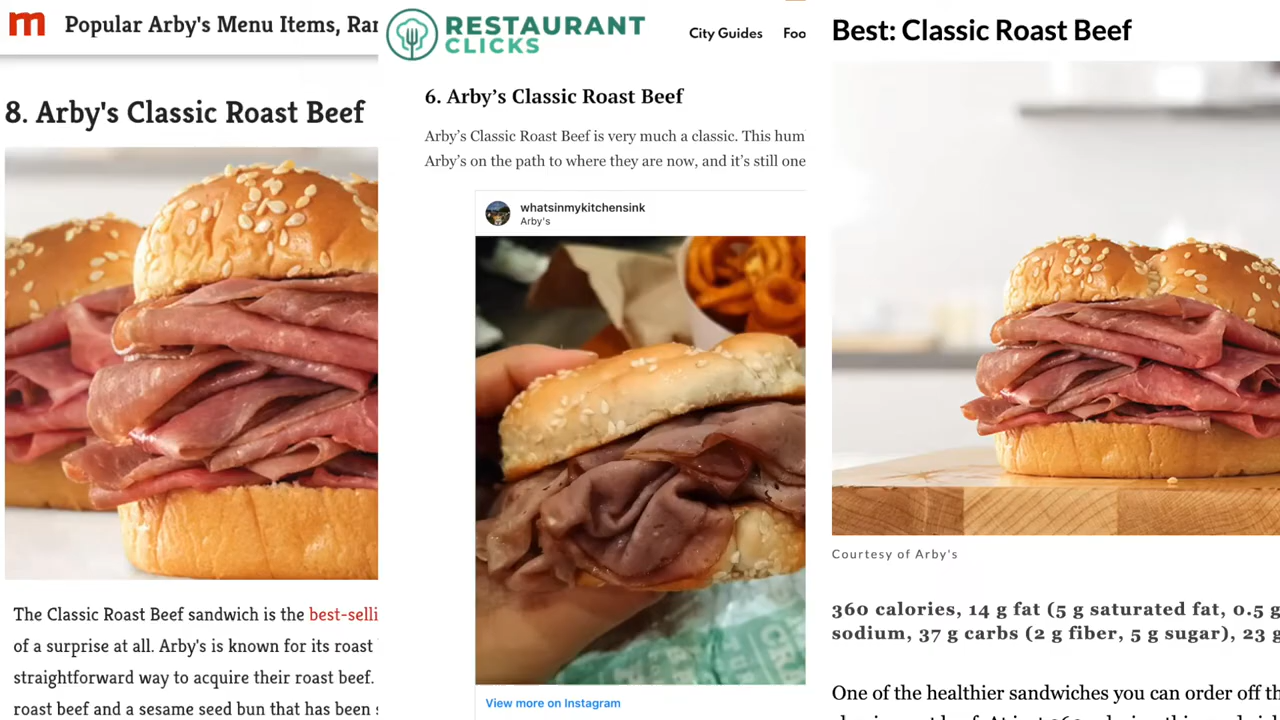 m
Popular Arby's Menu Items, Ran
8. Arby's Classic Roast Beef
The Classic Roast Beef sandwich is the best-selli
of a surprise at all. Arby's is known for its roast
straightforward way to acquire their roast beef.
roast beef and a sesame seed bun that has been
RESTAURANT
CLICKS
City Guides Foo
6. Arby’s Classic Roast Beef
Arby’s Classic Roast Beef is very much a classic. This hum
Arby’s on the path to where they are now, and it’s still one
whatsinmykitchensink
Arby's
View more on Instagram
Best: Classic Roast Beef
Courtesy of Arby's
360 calories, 14 g fat (5 g saturated fat, 0.5 g
sodium, 37 g carbs (2 g fiber, 5 g sugar), 23 g
One of the healthier sandwiches you can order off th